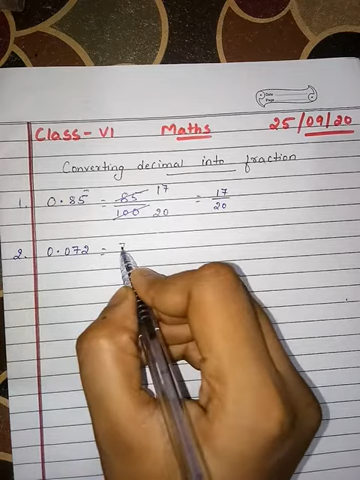 Date
Page
Class-VI Maths 25/09/20
Converting decimal into fraction
1. 0.85 = 85/100 17/20 = 17/20
2. 0.072 =